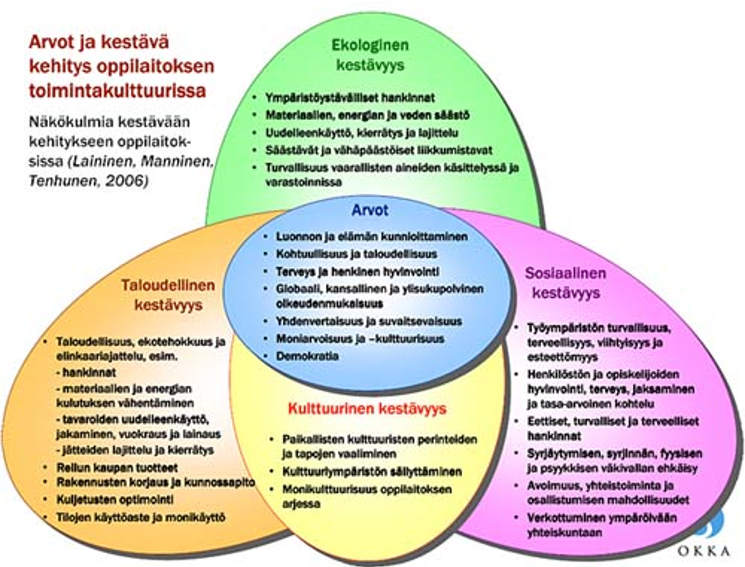 Arvot ja kestävä
kehitys oppilaitoksen
toimintakulttuurissa
Näkökulmia kestävään
kehitykseen oppilaitok-
sissa (Laininen, Manninen,
Tenhunen, 2006)
Ekologinen
kestävyys
• Ympäristöystävälliset hankinnat
• Materiaalien, energian ja veden säästö
• Uudelleenkäyttö, kierrätys ja lajittelu
• Säästävät ja vähäpäästöiset liikkumistavat
• Turvallisuus vaarallisten aineiden käsittelyssä ja
varastoinnissa
Arvot
• Luonnon ja elämän kunnioittaminen
• Kohtuullisuus ja taloudellisuus
• Terveys ja henkinen hyvinvointi
• Globaali, kansallinen ja ylisukupolvinen
oikeudenmukaisuus
• Yhdenvertaisuus ja suvaitsevaisuus
• Moniarvoisuus ja –kulttuurisuus
• Demokratia
Taloudellinen
kestävyys
• Taloudellisuus, ekotehokkuus ja
elinkaariajattelu, esim.
- hankinnat
- materiaalien ja energian
kulutuksen vähentäminen
- tavaroiden uudelleenkäyttö,
jakaminen, vuokraus ja lainaus
- jätteiden lajittelu ja kierrätys
• Reilun kaupan tuotteet
• Rakennusten korjaus ja kunnossapito
• Kuljetusten optimointi
• Tilojen käyttöaste ja monikäyttö
Kulttuurinen kestävyys
• Paikallisten kulttuuristen perinteiden
ja tapojen vaaliminen
• Kulttuuriympäristön säilyttäminen
• Monikulttuurisuus oppilaitoksen
arjessa
Sosiaalinen
kestävyys
• Työympäristön turvallisuus,
terveellisyys, viihtyisyys ja
esteettömyys
• Henkilöstön ja opiskelijoiden
hyvinvointi, terveys, jaksaminen
ja tasa-arvoinen kohtelu
• Eettiset, turvalliset ja terveelliset
hankinnat
• Syrjäytymisen, syrjinnän, fyysisen
ja psyykkisen väkivallan ehkäisy
• Avoimuus, yhteistoiminta ja
osallistumisen mahdollisuudet
• Verkottuminen ympäröivään
yhteiskuntaan
OKKA